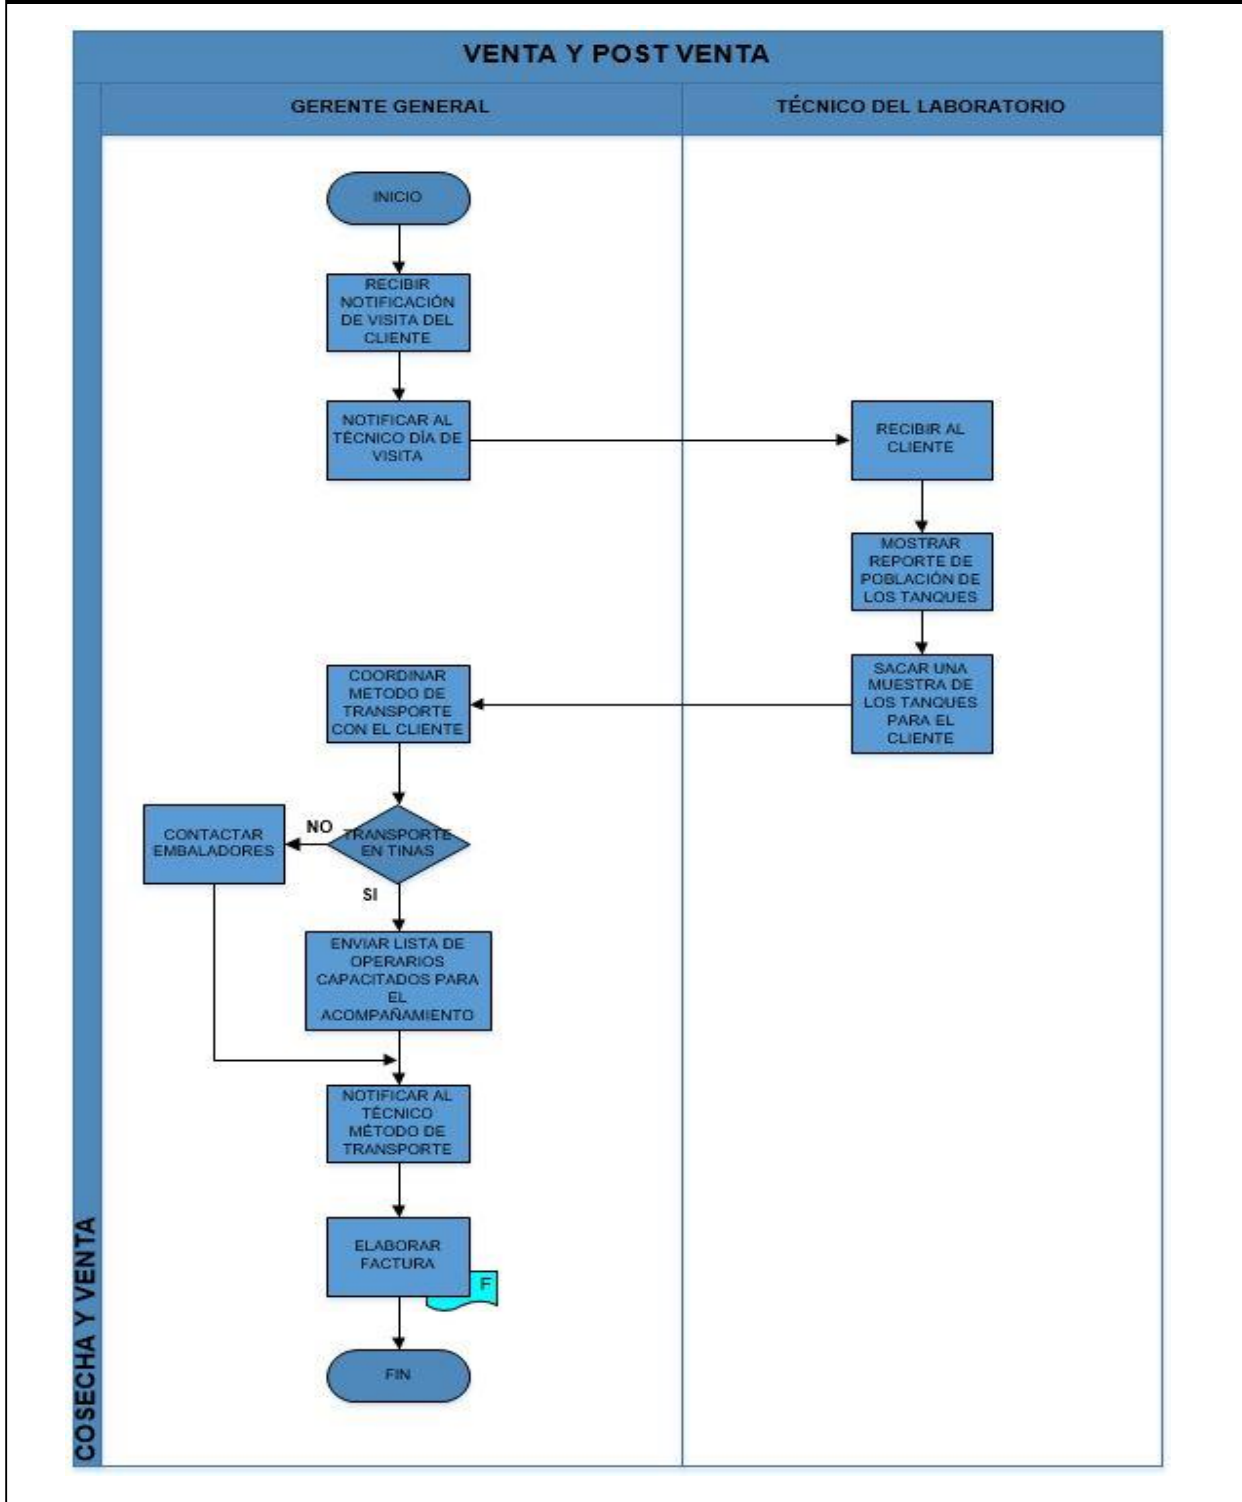 VENTA Y POST VENTA
GERENTE GENERAL
TÉCNICO DEL LABORATORIO
INICIO
RECIBIR
NOTIFICACIÓN
DE VISITA DEL
CLIENTE
NOTIFICAR AL
TÉCNICO DÍA DE
VISITA
RECIBIR AL
CLIENTE
MOSTRAR
REPORTE DE
POBLACIÓN DE
LOS TANQUES
SACAR UNA
MUESTRA DE
LOS TANQUES
PARA EL
CLIENTE
COORDINAR
METODO DE
TRANSPORTE
CON EL CLIENTE
TRANSPORTE
EN TINAS
NO
CONTACTAR
EMBALADORES
SI
ENVIAR LISTA DE
OPERARIOS
CAPACITADOS PARA
EL
ACOMPAÑAMIENTO
NOTIFICAR AL
TÉCNICO
MÉTODO DE
TRANSPORTE
ELABORAR
FACTURA
F
FIN
COSECHA Y VENTA